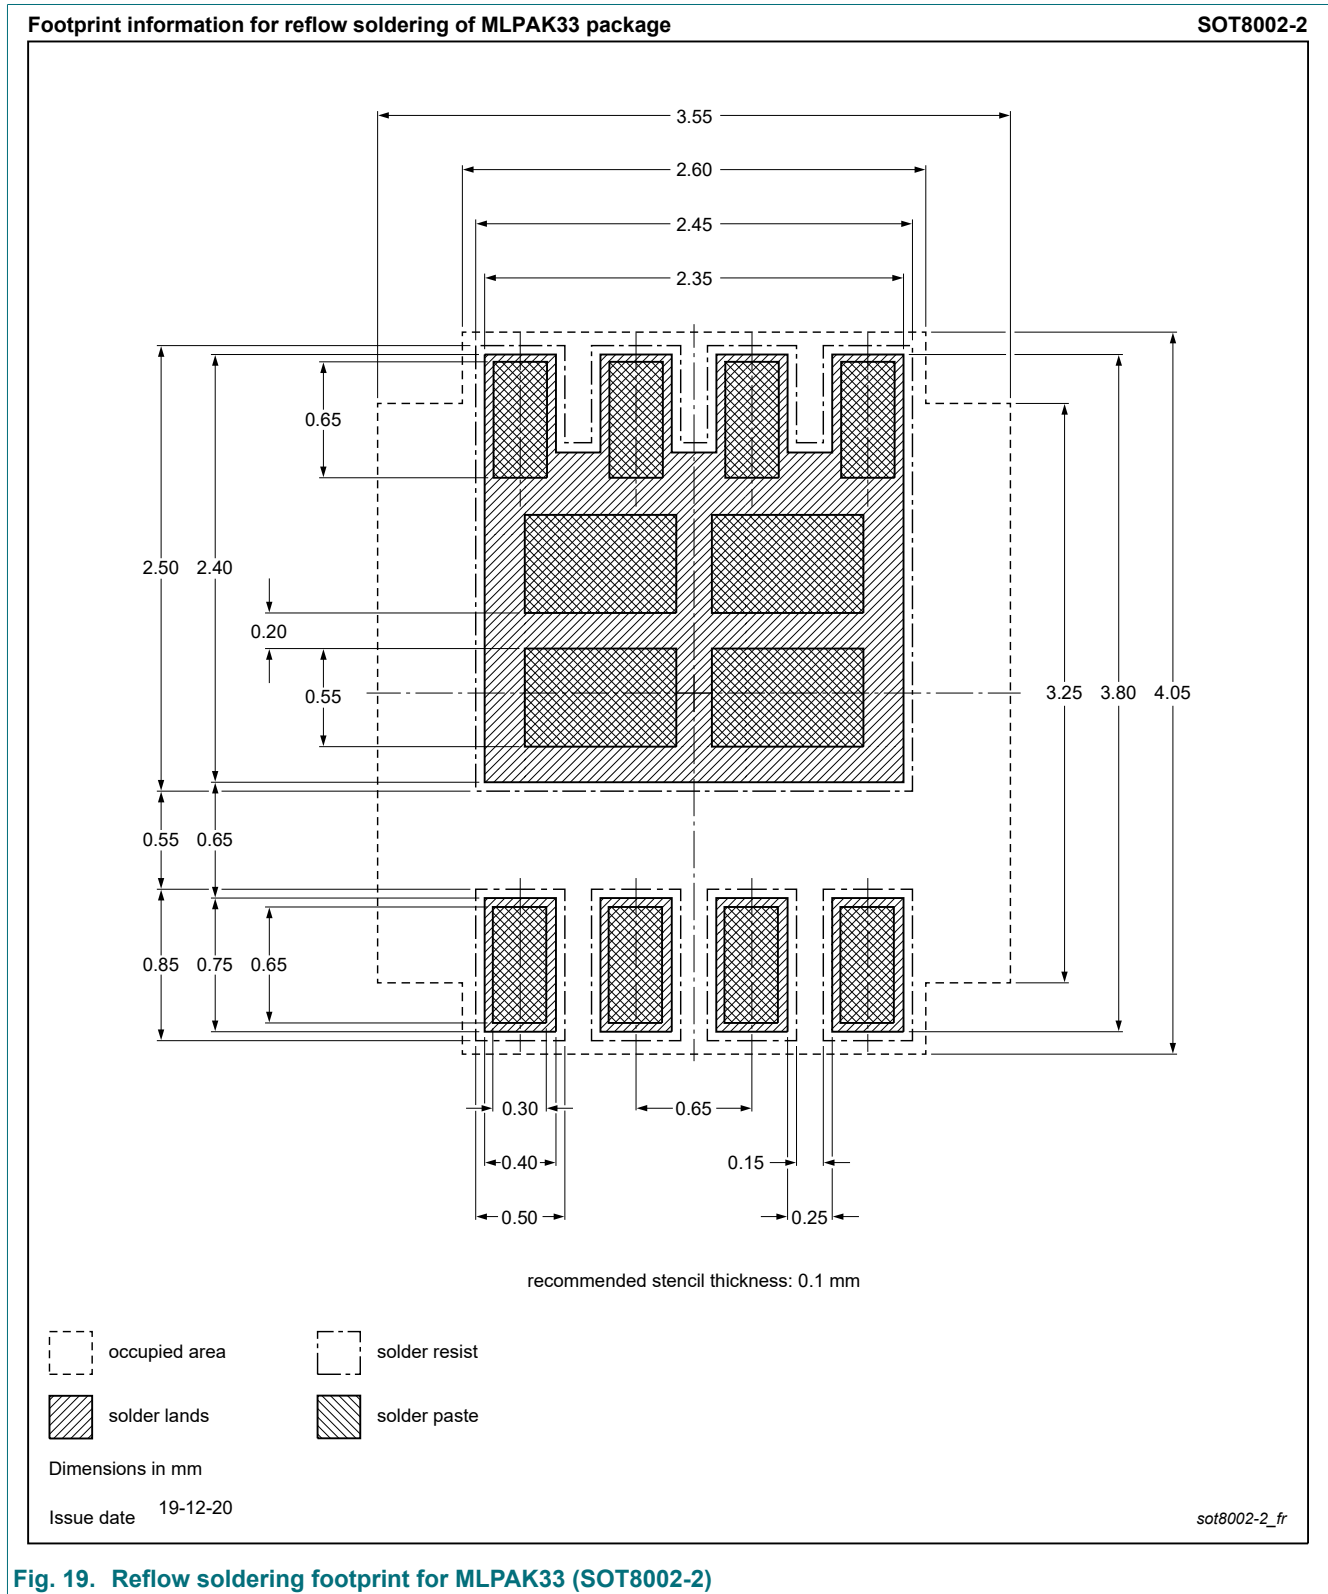 Footprint information for reflow soldering of MLPAK33 package SOT8002-2
3.55
2.60
2.45
2.35
0.65
2.50 2.40
0.20
0.55
3.25 3.80 4.05
0.55 0.65
0.85 0.75 0.65
0.30 0.65
0.40 0.15
0.50 0.25
recommended stencil thickness: 0.1 mm
occupied area solder resist
solder lands solder paste
Dimensions in mm
Issue date 19-12-20
sot8002-2_fr
Fig. 19. Reflow soldering footprint for MLPAK33 (SOT8002-2)